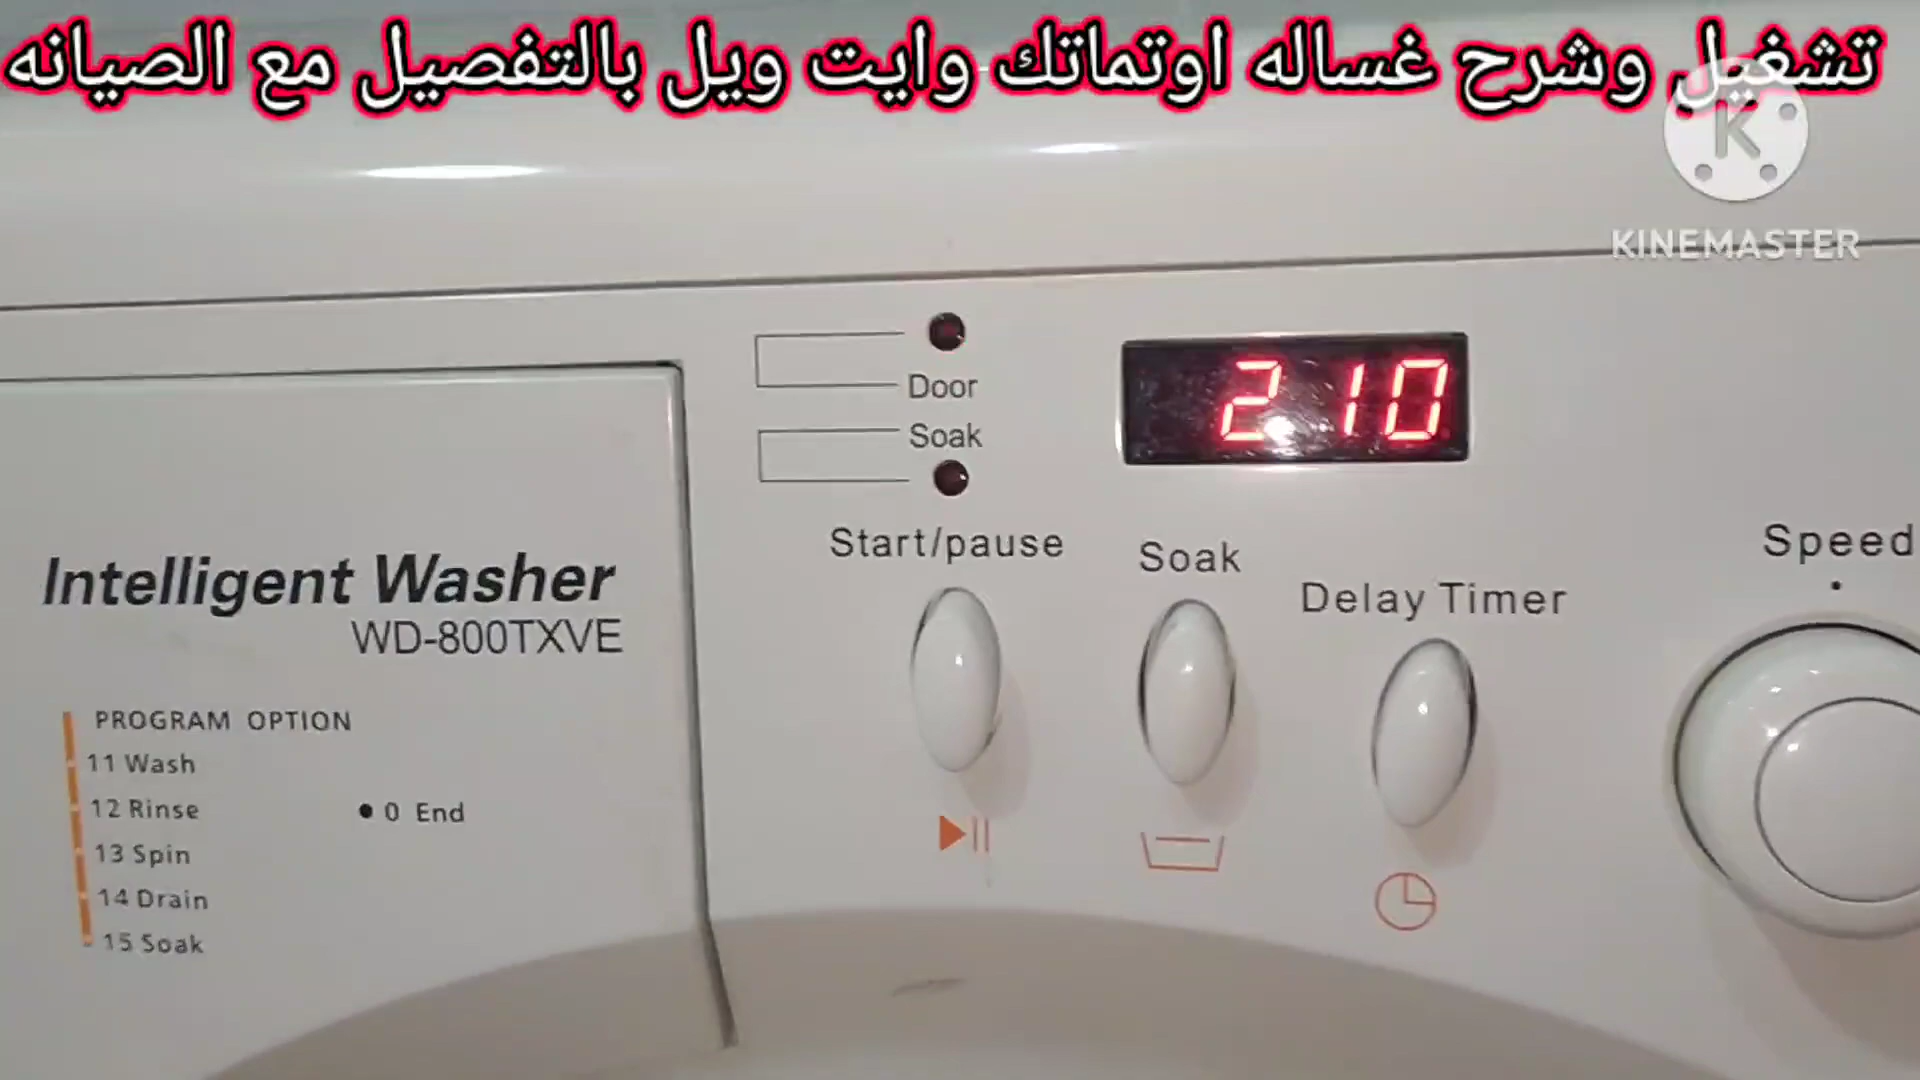 تشغيل وشرح غساله اوتماتك وايت ويل بالتفصيل مع الصيانه
K
KINEMASTER
Door
Soak
210
Start/pause
Soak
Delay Timer
Speed
Intelligent Washer
WD-800TXVE
PROGRAM OPTION
11 Wash
12 Rinse
0 End
13 Spin
14 Drain
15 Soak